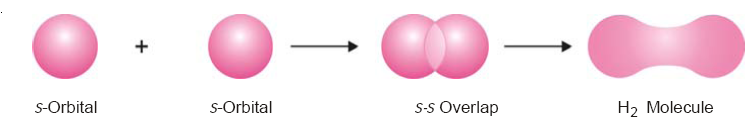 s-Orbital + s-Orbital s-s Overlap H₂ Molecule